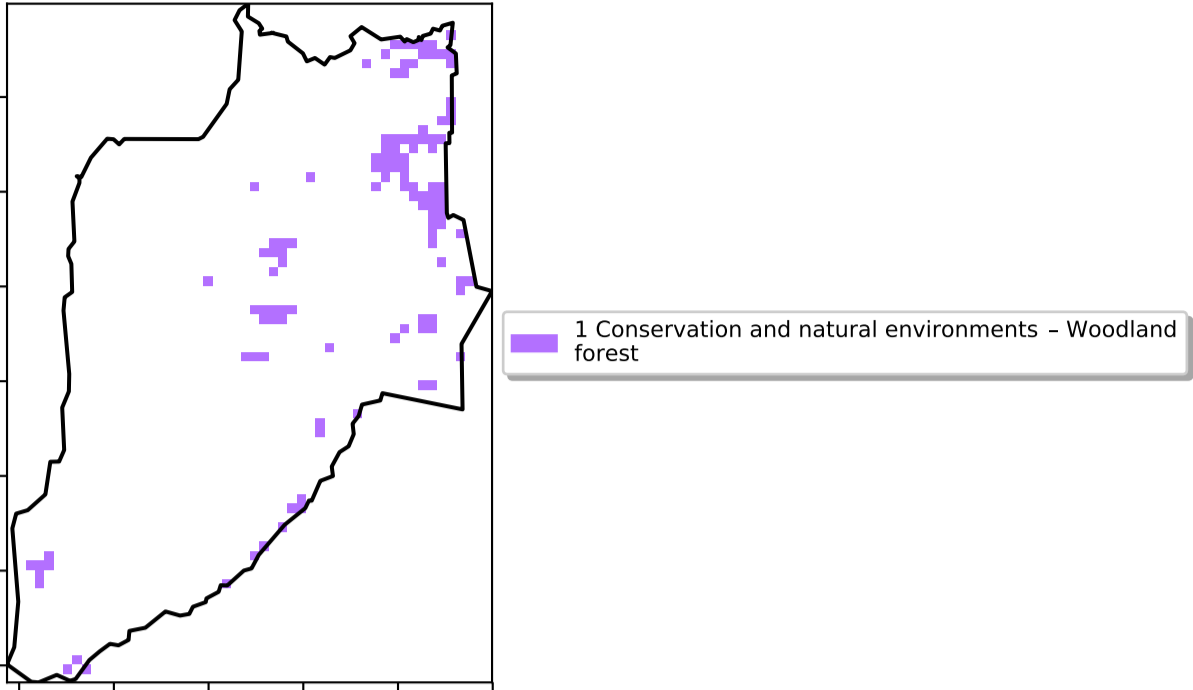 1 Conservation and natural environments – Woodland
forest